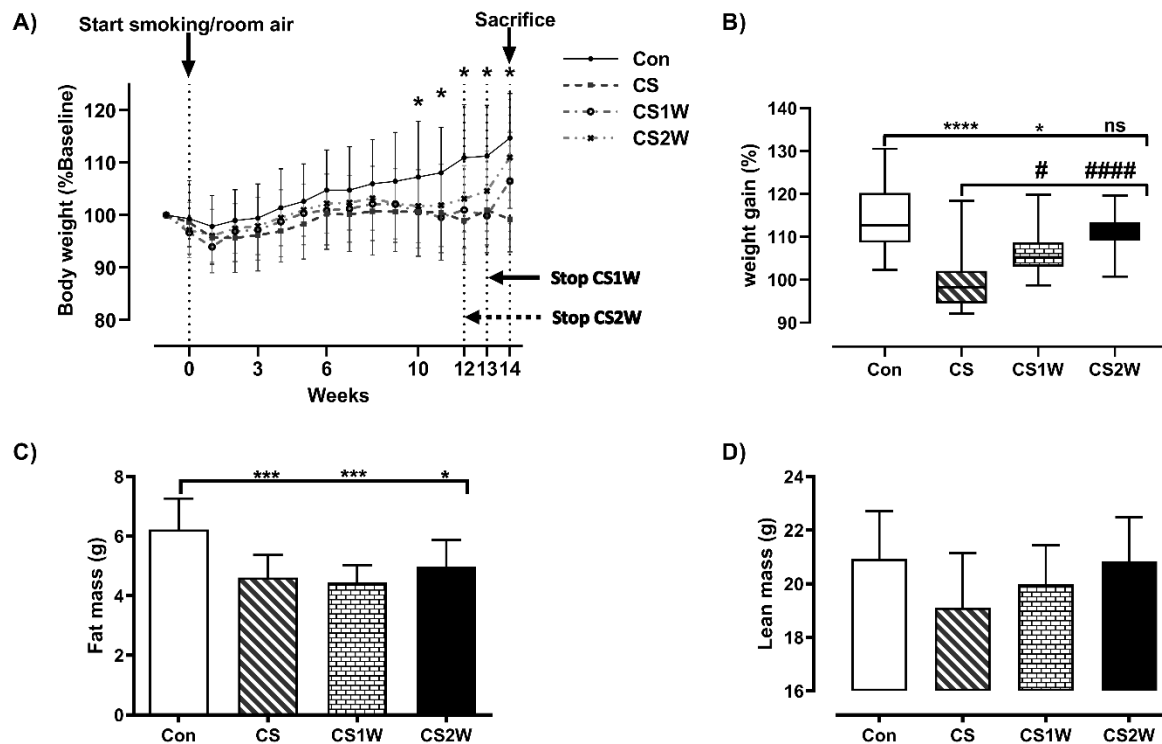 A)
Start smoking/room air
Sacrifice
Con
CS
CS1W
CS2W
* * * * *
Body weight (%Baseline)
120
110
100
90
80
Stop CS1W
Stop CS2W
0 3 6 10 12 13 14
Weeks
B)
weight gain (%)
140
130
120
110
100
90
**** * ns
# ####
Con CS CS1W CS2W
C)
Fat mass (g)
8
6
4
2
0
*** *** *
Con CS CS1W CS2W
D)
Lean mass (g)
24
22
20
18
16
Con CS CS1W CS2W